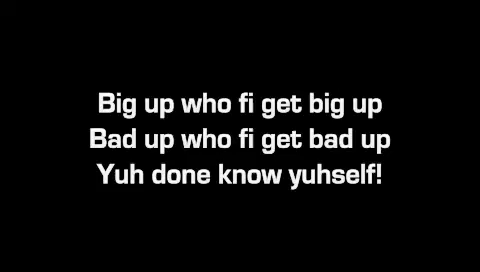 Big up who fi get big up
Bad up who fi get bad up
Yuh done know yuhself!